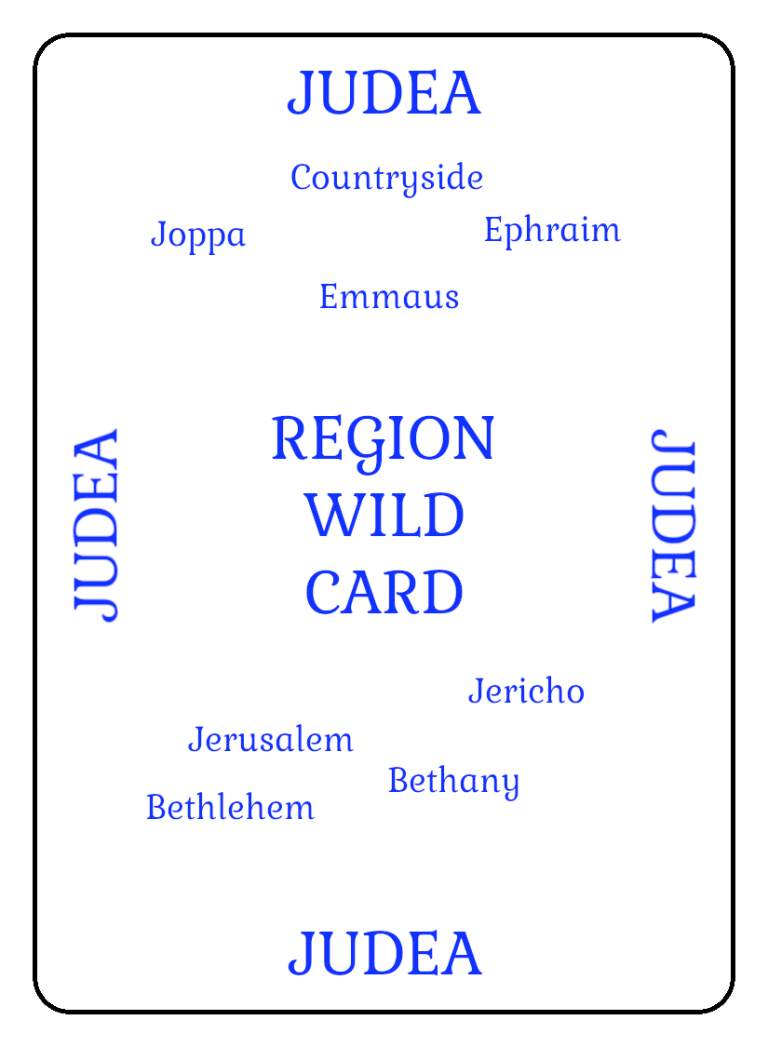 JUDEA
Countryside
Joppa
Ephraim
Emmaus
JUDEA
REGION
WILD
CARD
JUDEA
Jericho
Jerusalem
Bethany
Bethlehem
JUDEA